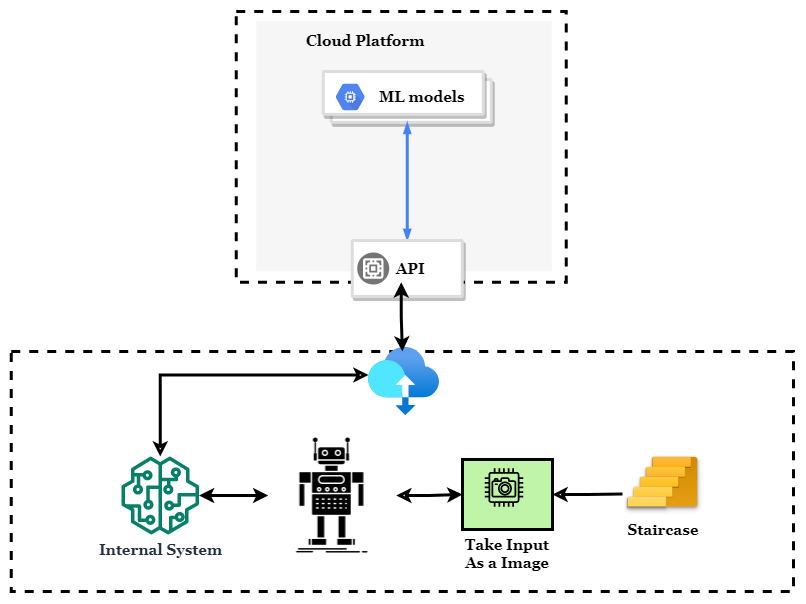 Cloud Platform
ML models
API
Internal System
Take Input
As a Image
Staircase